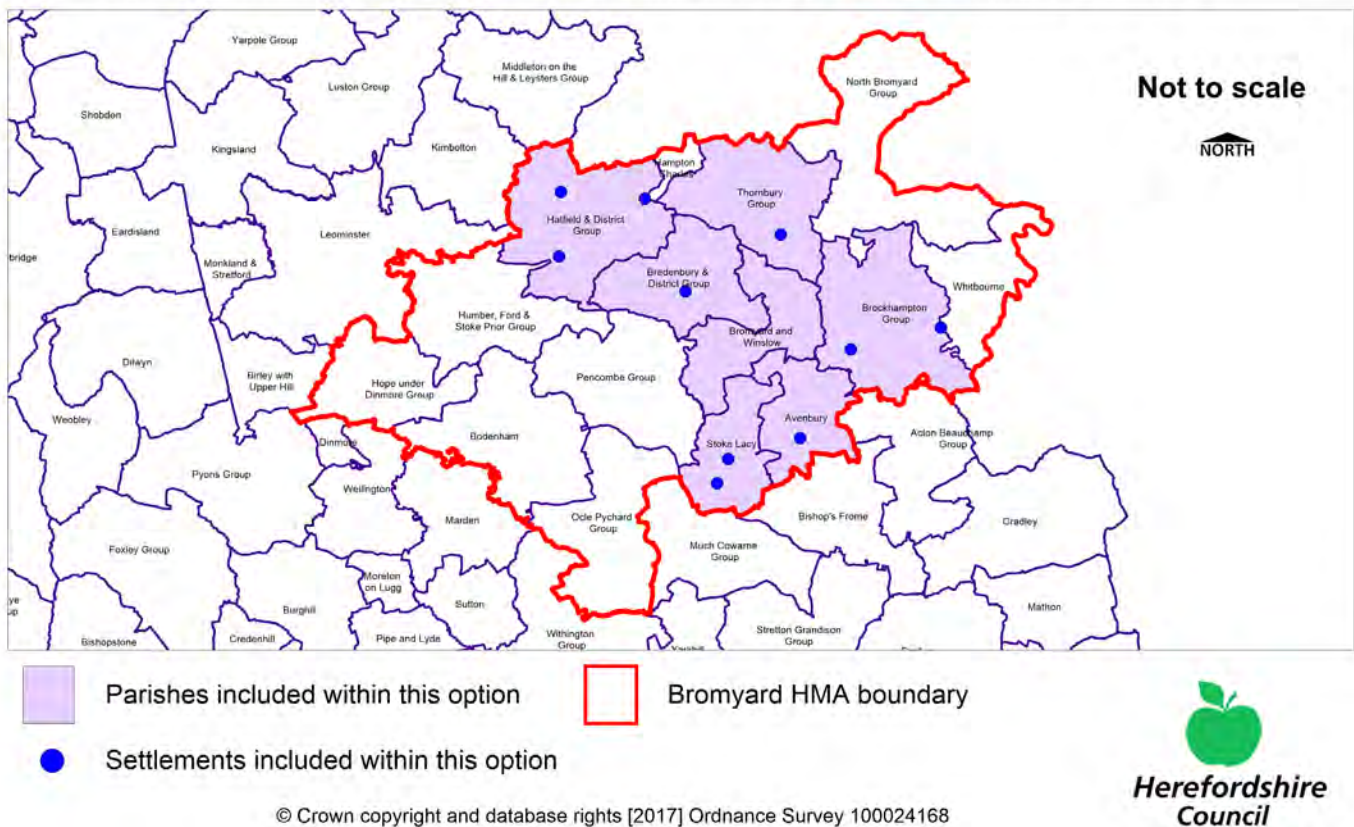 Yarpole Group
Middleton on the
Hill & Leysters Group
North Bromyard
Group
Luston Group
Not to scale
Shobdon
Kingsland
Kimbolton
NORTH
Hampton
Charles
Thornbury
Group
Hatfield & District
Group
Eardisland
Leominster
bridge
Monkland &
Stretford
Bredenbury &
District Group
Whitbourne
Brockhampton
Group
Humber, Ford &
Stoke Prior Group
Bromyard and
Winslow
Dilwyn
Birley with
Upper Hill
Hope under
Dinmore Group
Pencombe Group
Weobley
Avenbury
Acton Beauchamp
Group
Dinmore
Bodenham
Stoke Lacy
Pyons Group
Wellington
Marden
Ocle Pychard
Group
Bishop's Frome
Cradley
Foxley Group
Much Cowarne
Group
Moreton
on Lugg
ye
up
Burghill
Sutton
Mathon
Bishopstone
Credenhill
Pipe and Lyde
Withington
Group
Stretton Grandison
Group
Yarkhill
Parishes included within this option
Bromyard HMA boundary
Settlements included within this option
Herefordshire
Council
© Crown copyright and database rights [2017] Ordnance Survey 100024168